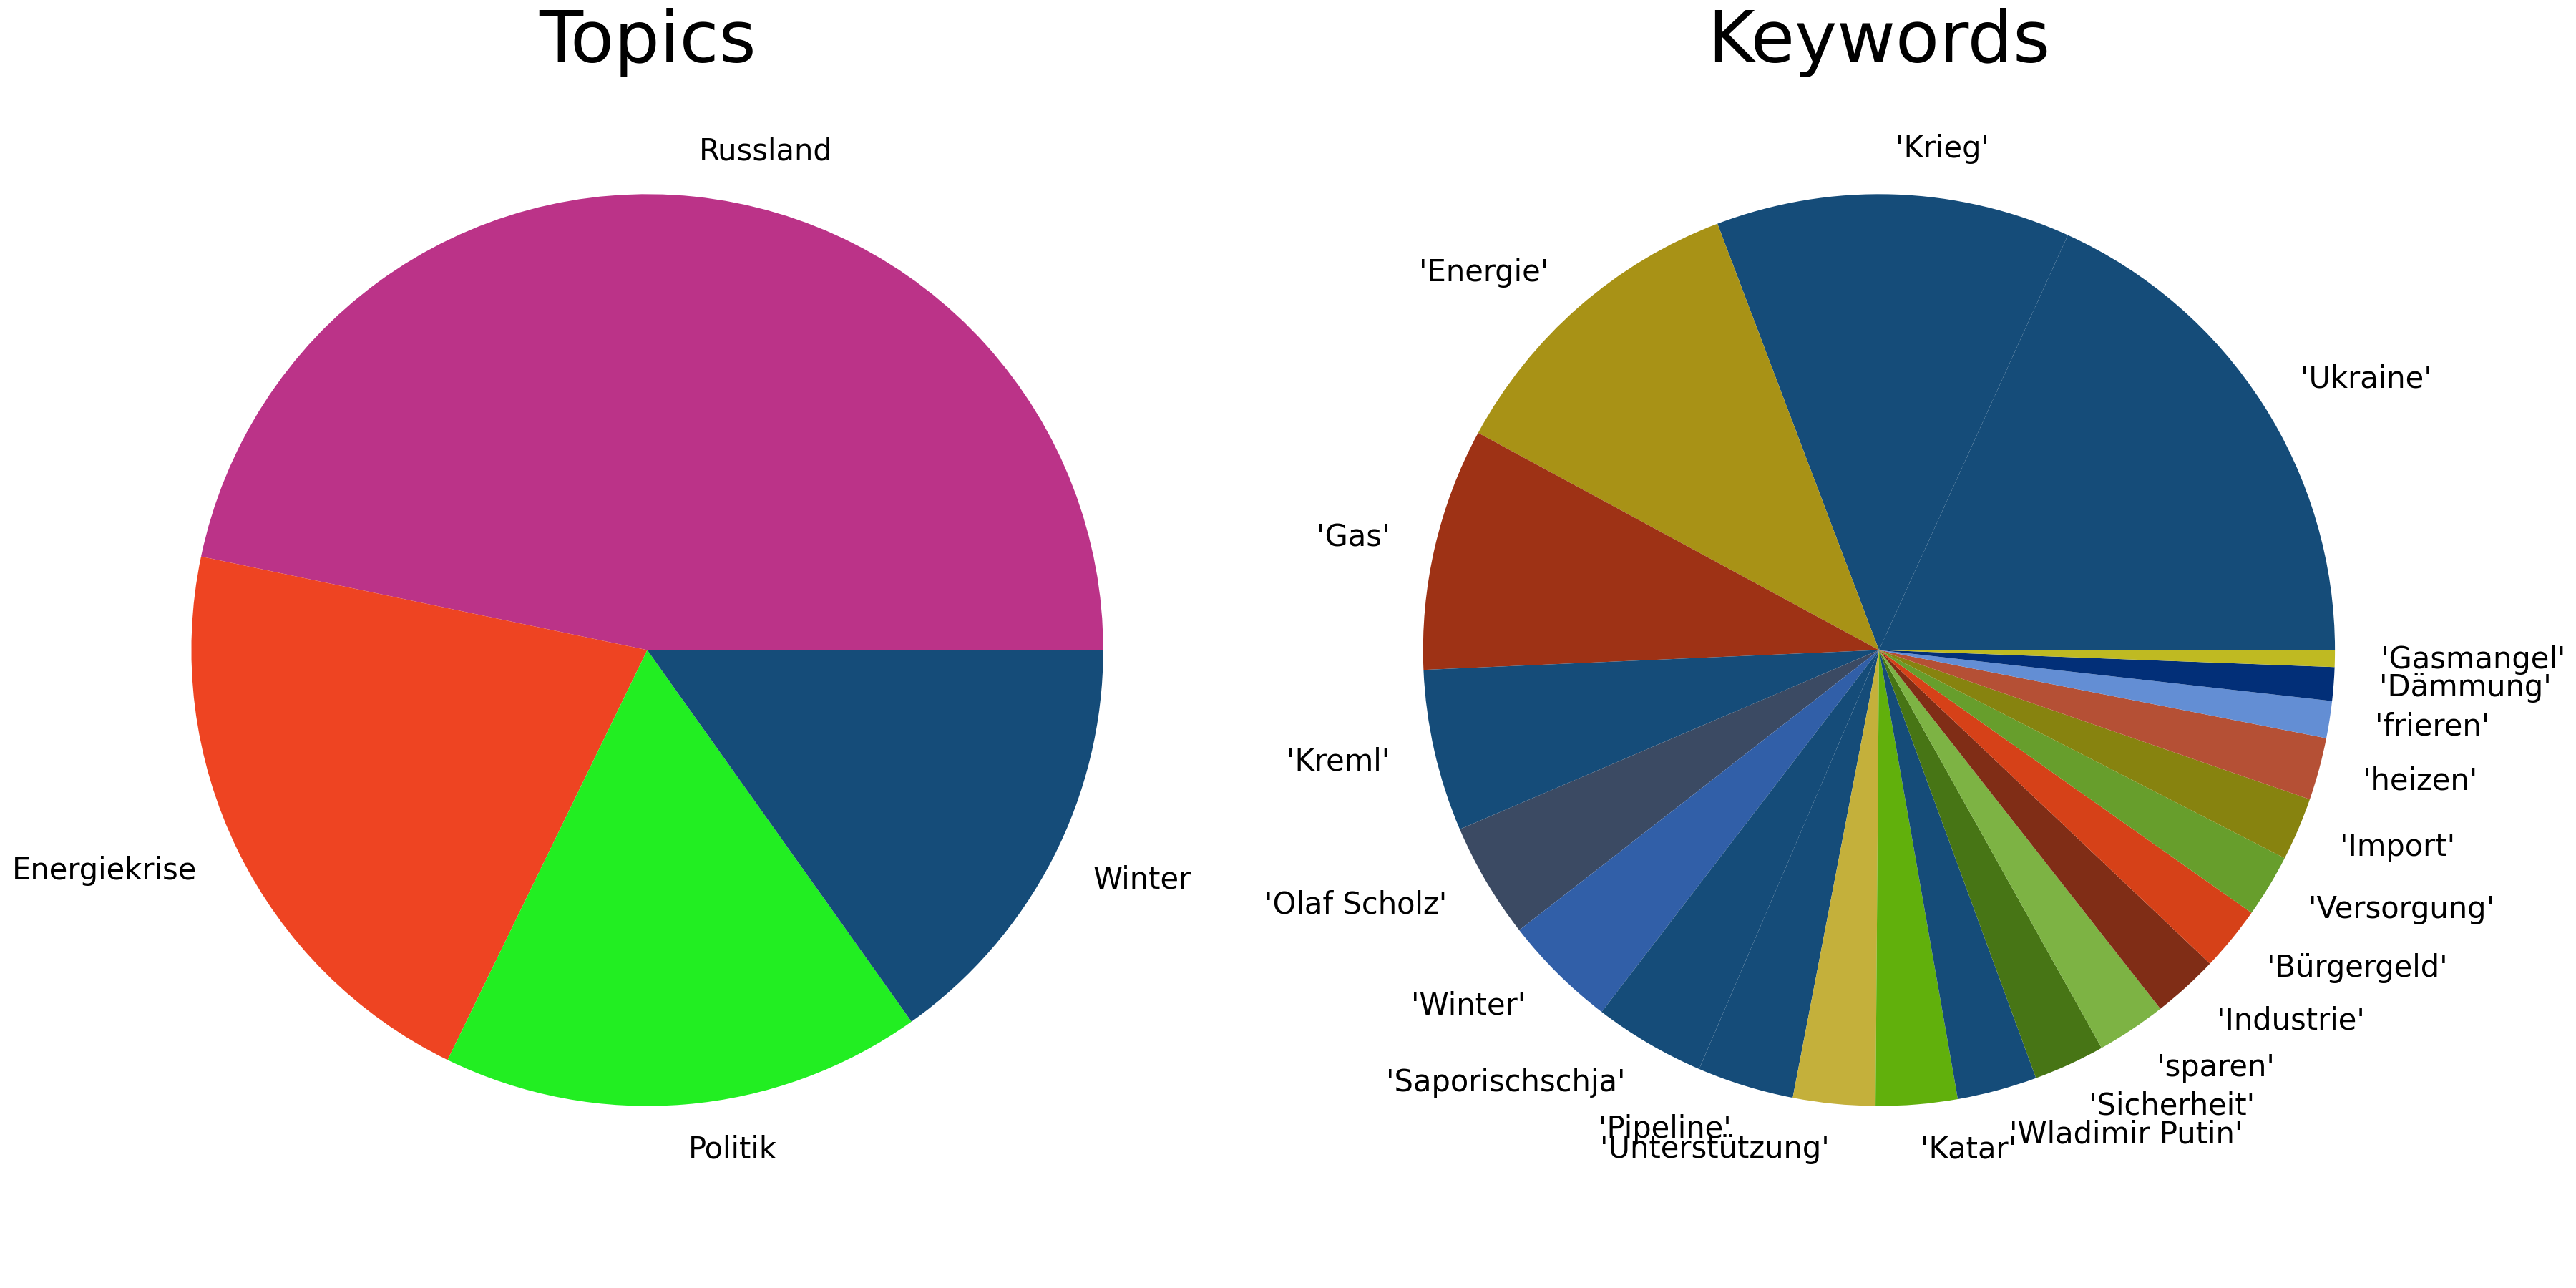 Topics
Russland
Energiekrise
Politik
Winter
Keywords
'Ukraine'
'Krieg'
'Energie'
'Gas'
'Kreml'
'Olaf Scholz'
'Winter'
'Saporischschja'
'Pipeline'
'Unterstützung'
'Katar'
'Wladimir Putin'
'Sicherheit'
'sparen'
'Industrie'
'Bürgergeld'
'Versorgung'
'Import'
'heizen'
'frieren'
'Dämmung'
'Gasmangel'